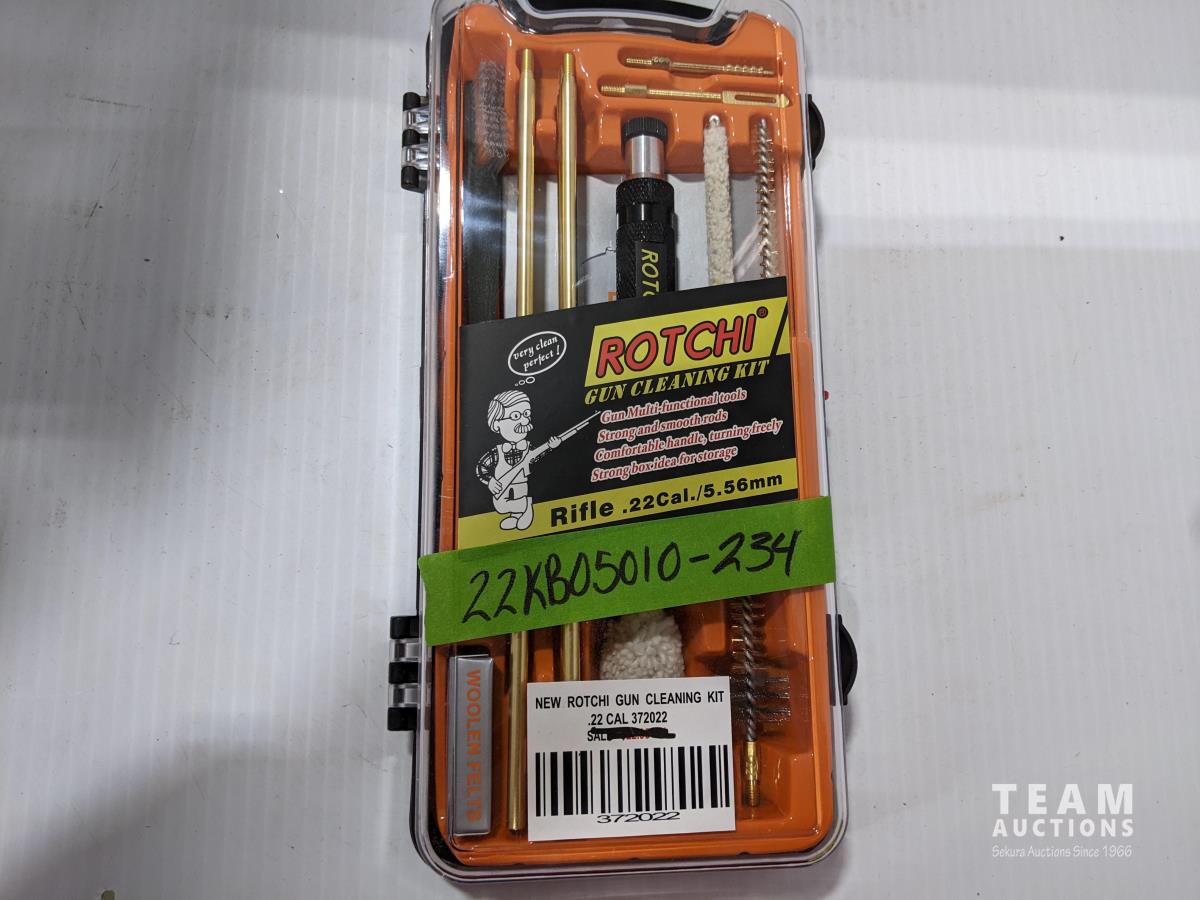 ROTC
very clean
perfect !
ROTCHI®
GUN CLEANING KIT
Gun Multi-functional tools
Strong and smooth rods
Comfortable handle, turning freely
Strong box idea for storage
Rifle .22Cal./5.56mm
22KB05010-234
WOOLEN FELTS
NEW ROTCHI GUN CLEANING KIT
.22 CAL 372022
372022
TEAM
AUCTIONS
Sekura Auctions Since 1966